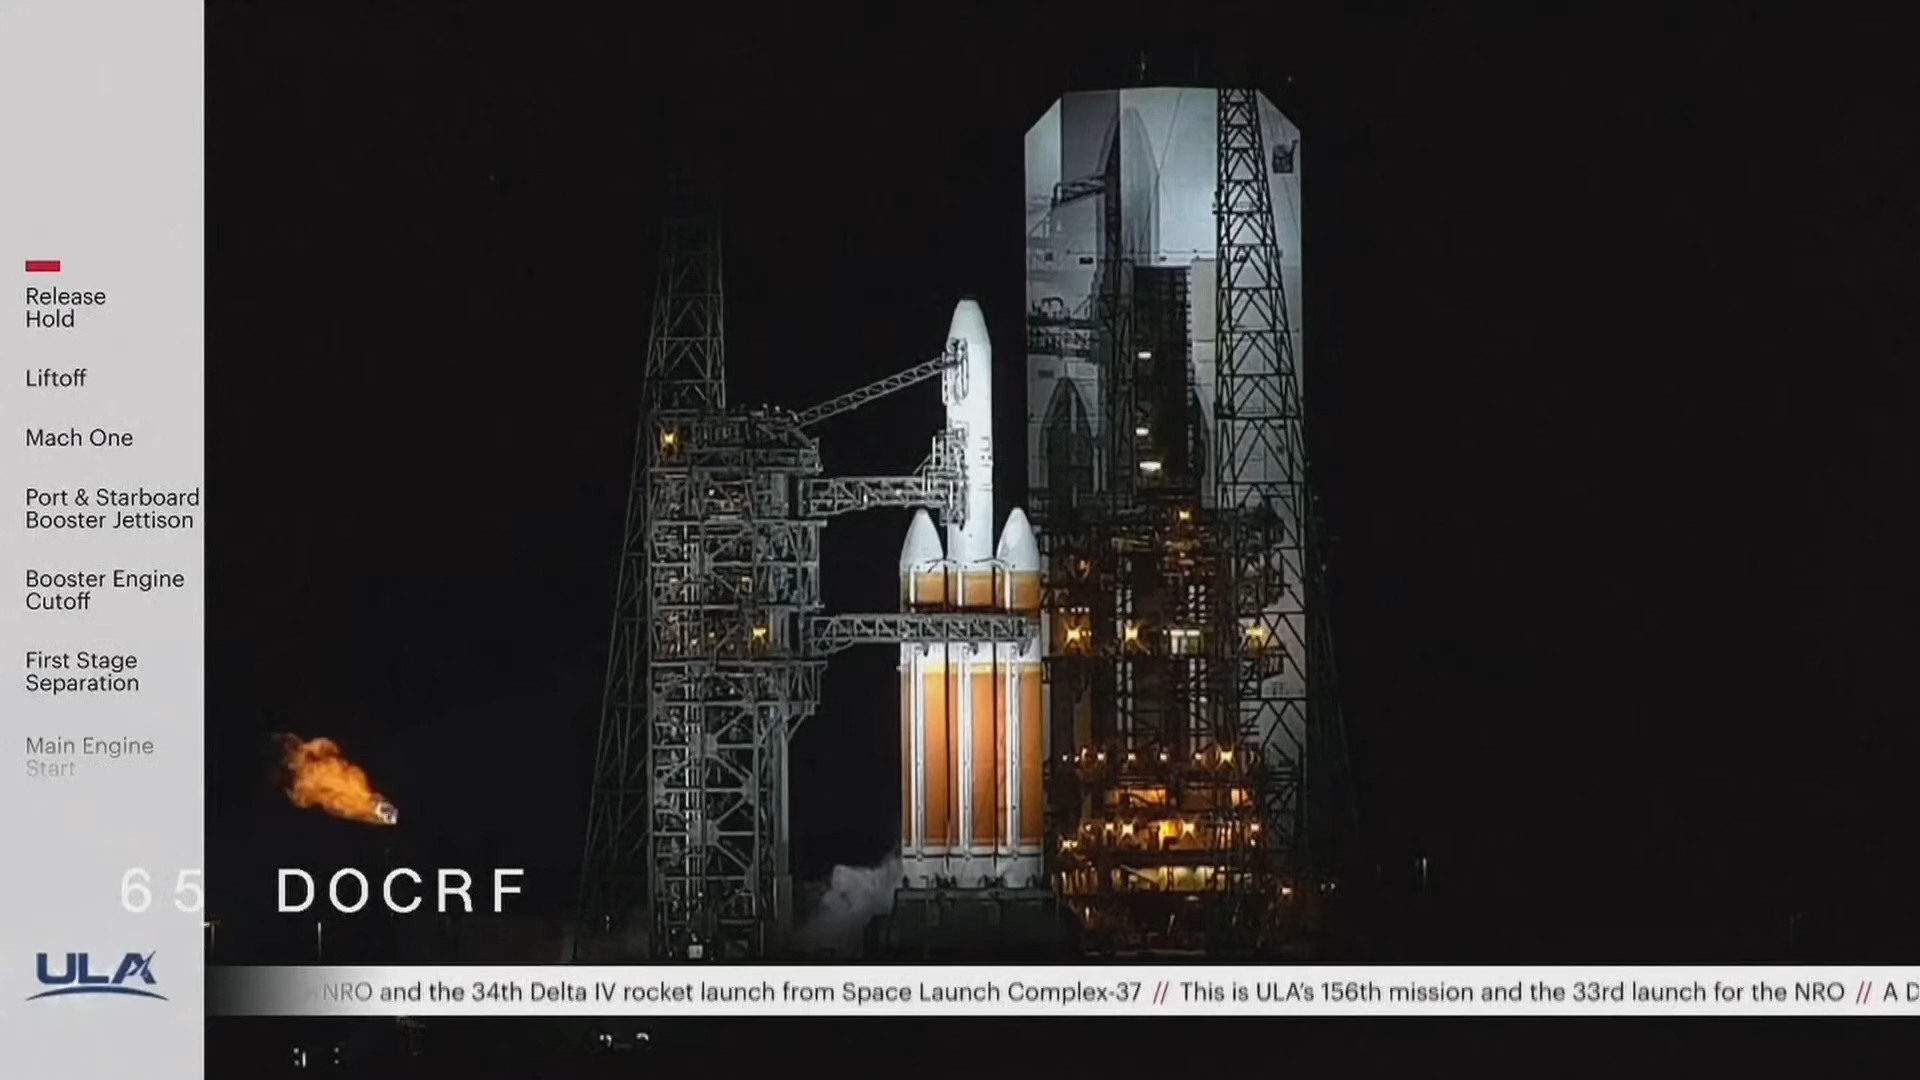 Release
Hold
Liftoff
Mach One
Port & Starboard
Booster Jettison
Booster Engine
Cutoff
First Stage
Separation
Main Engine
Start
65 DOCRF
ULA
NRO and the 34th Delta IV rocket launch from Space Launch Complex-37 // This is ULA's 156th mission and the 33rd launch for the NRO // A D